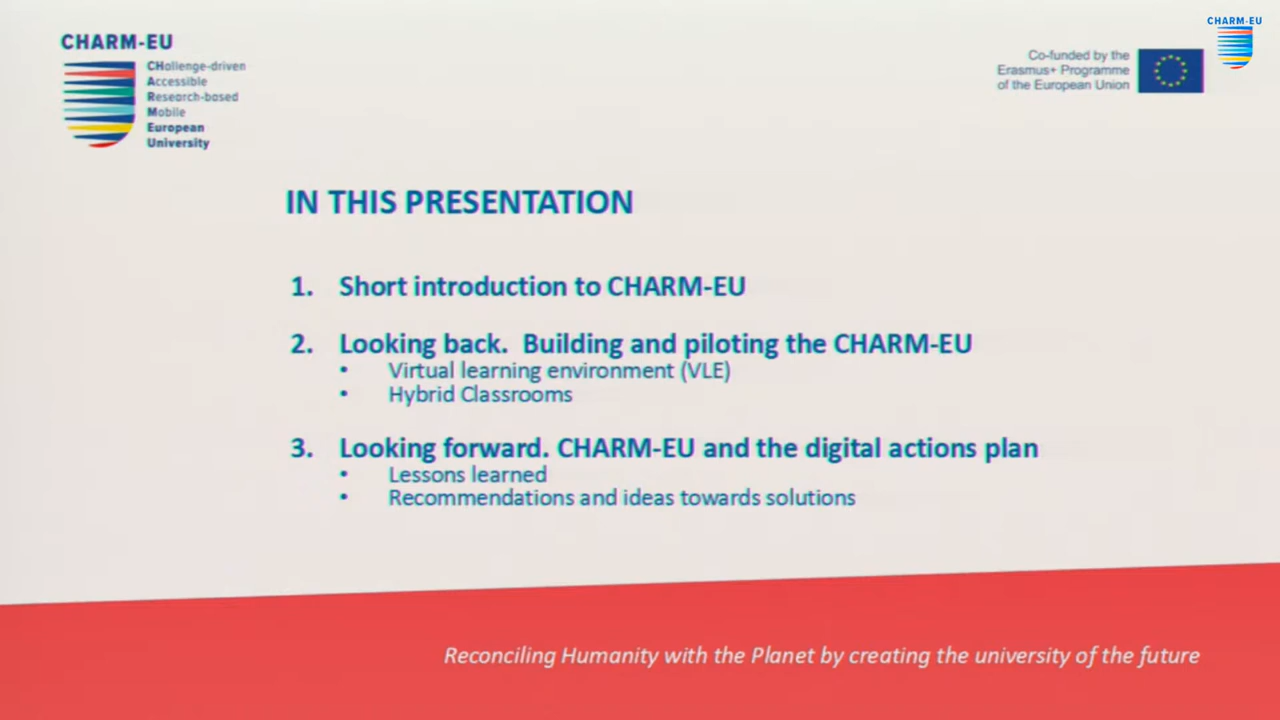 CHARM-EU
CHallenge-driven
Accessible
Research-based
Mobile
European
University
Co-funded by the
Erasmus+ Programme
of the European Union
CHARM-EU
IN THIS PRESENTATION
1. Short introduction to CHARM-EU
2. Looking back. Building and piloting the CHARM-EU
• Virtual learning environment (VLE)
• Hybrid Classrooms
3. Looking forward. CHARM-EU and the digital actions plan
• Lessons learned
• Recommendations and ideas towards solutions
Reconciling Humanity with the Planet by creating the university of the future